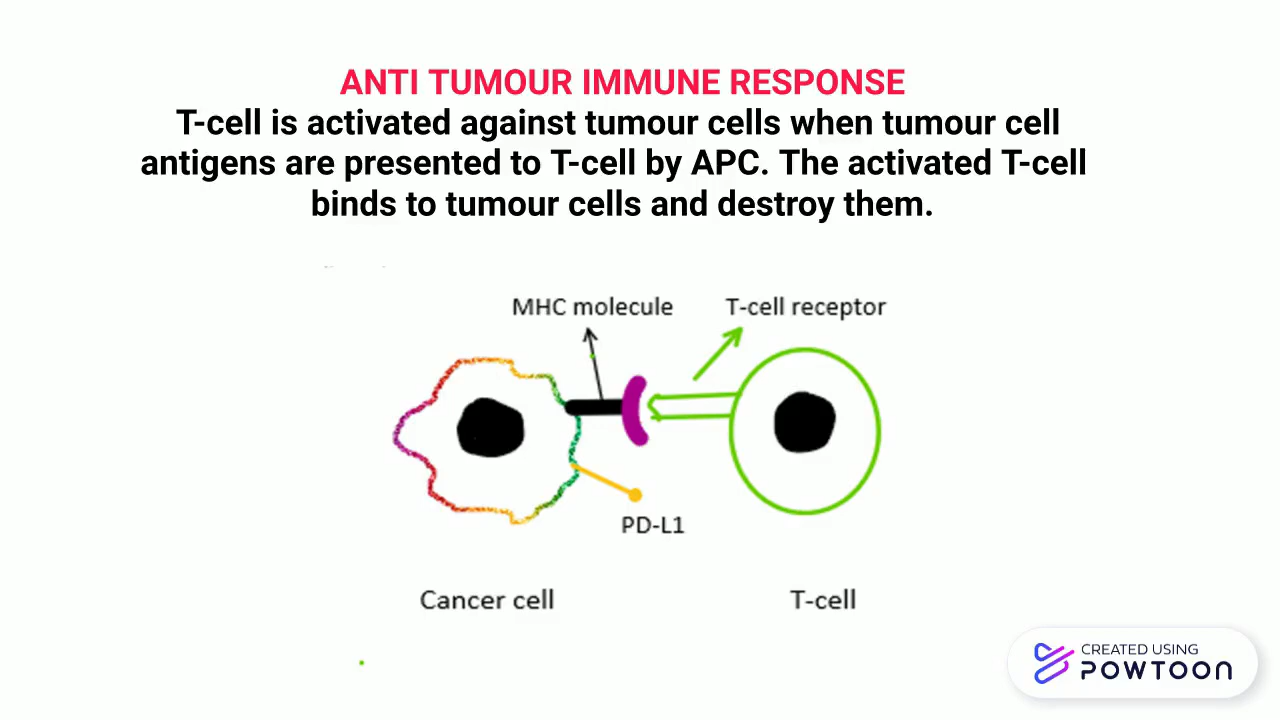 ANTI TUMOUR IMMUNE RESPONSE
T-cell is activated against tumour cells when tumour cell
antigens are presented to T-cell by APC. The activated T-cell
binds to tumour cells and destroy them.
MHC molecule
T-cell receptor
PD-L1
Cancer cell
T-cell
CREATED USING
POWTOON